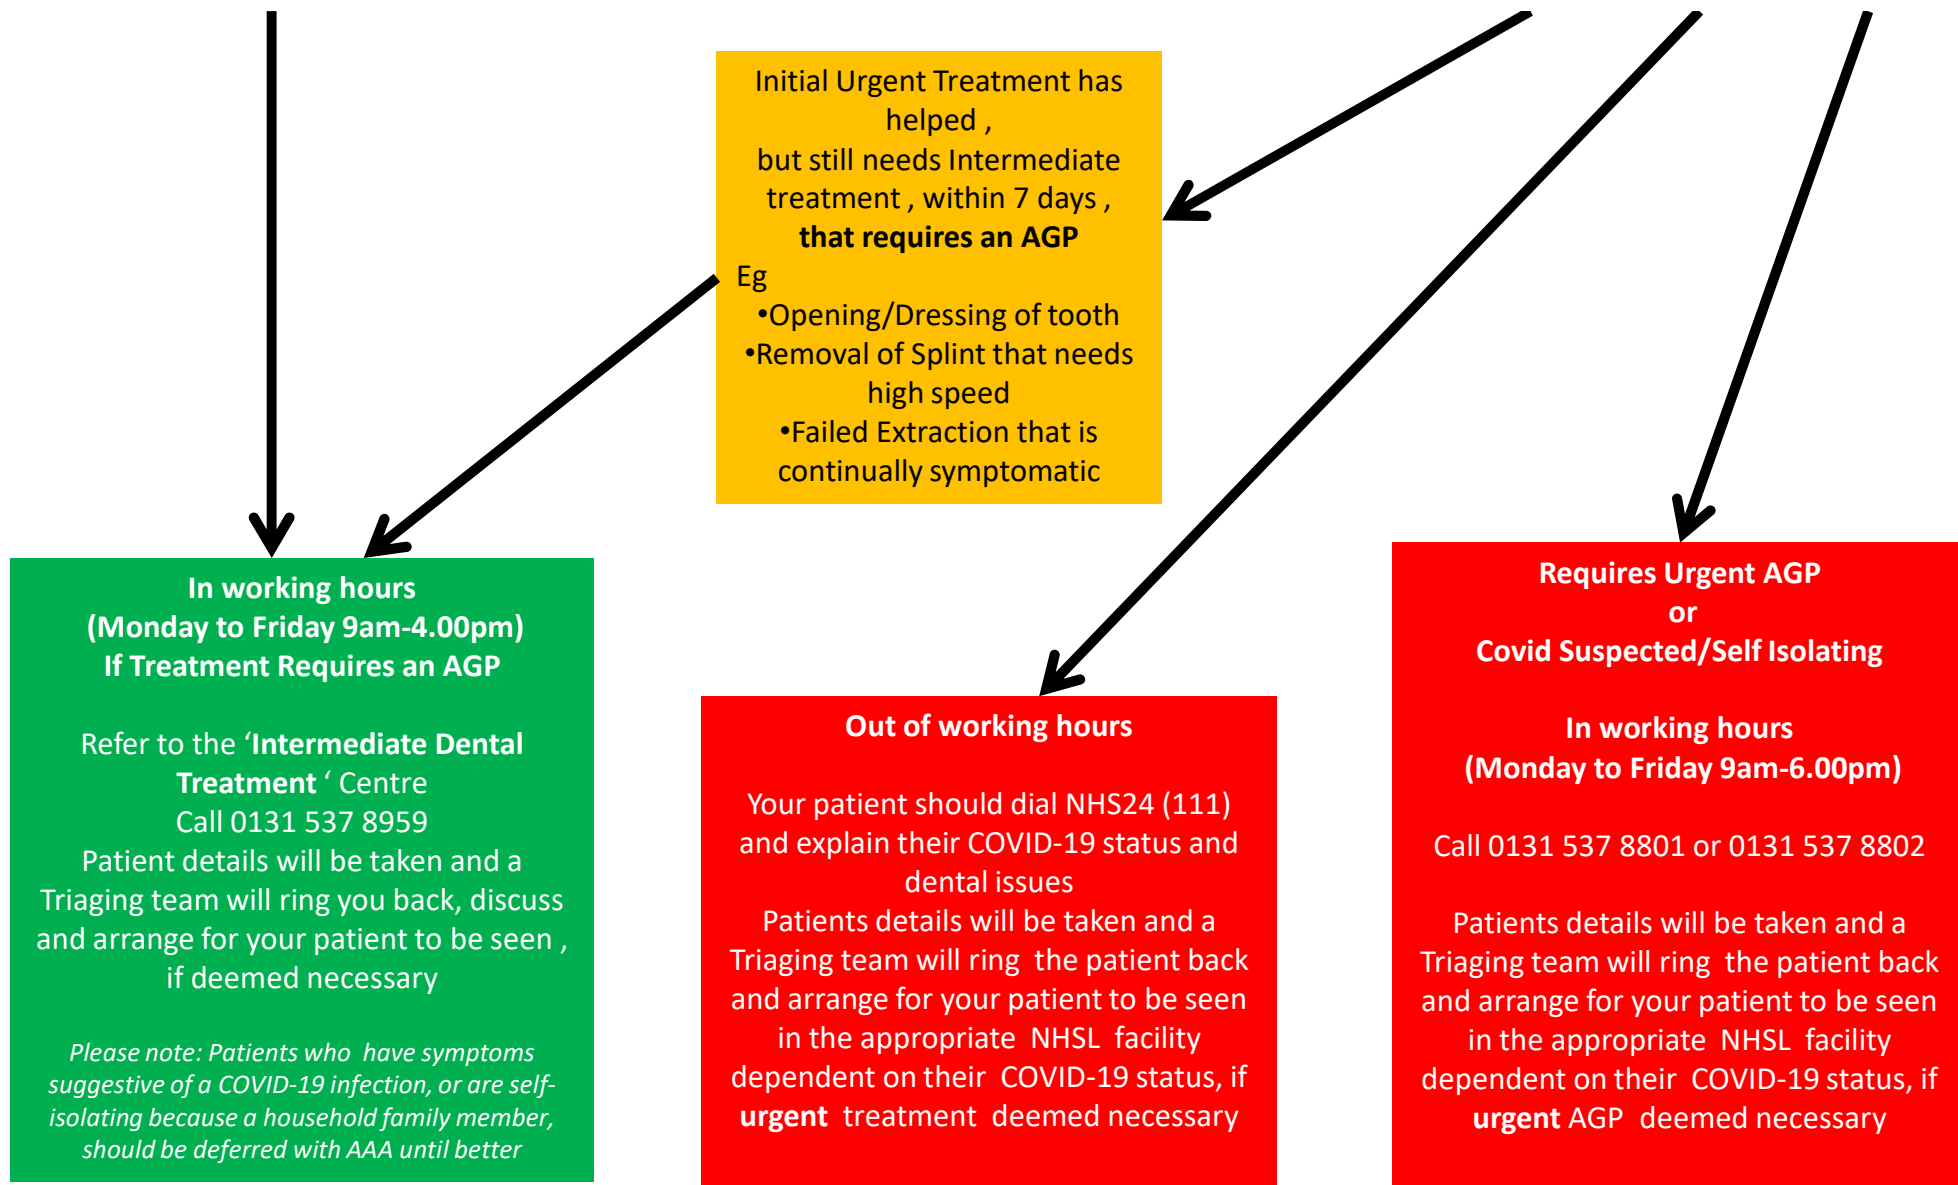 Initial Urgent Treatment has
helped ,
but still needs Intermediate
treatment , within 7 days ,
that requires an AGP
Eg
•Opening/Dressing of tooth
•Removal of Splint that needs
high speed
•Failed Extraction that is
continually symptomatic
In working hours
(Monday to Friday 9am-4.00pm)
If Treatment Requires an AGP
Refer to the ‘Intermediate Dental
Treatment ‘ Centre
Call 0131 537 8959
Patient details will be taken and a
Triaging team will ring you back, discuss
and arrange for your patient to be seen ,
if deemed necessary
Please note: Patients who have symptoms
suggestive of a COVID-19 infection, or are self-
isolating because a household family member,
should be deferred with AAA until better
Out of working hours
Your patient should dial NHS24 (111)
and explain their COVID-19 status and
dental issues
Patients details will be taken and a
Triaging team will ring the patient back
and arrange for your patient to be seen
in the appropriate NHSL facility
dependent on their COVID-19 status, if
urgent treatment deemed necessary
Requires Urgent AGP
or
Covid Suspected/Self Isolating
In working hours
(Monday to Friday 9am-6.00pm)
Call 0131 537 8801 or 0131 537 8802
Patients details will be taken and a
Triaging team will ring the patient back
and arrange for your patient to be seen
in the appropriate NHSL facility
dependent on their COVID-19 status, if
urgent AGP deemed necessary